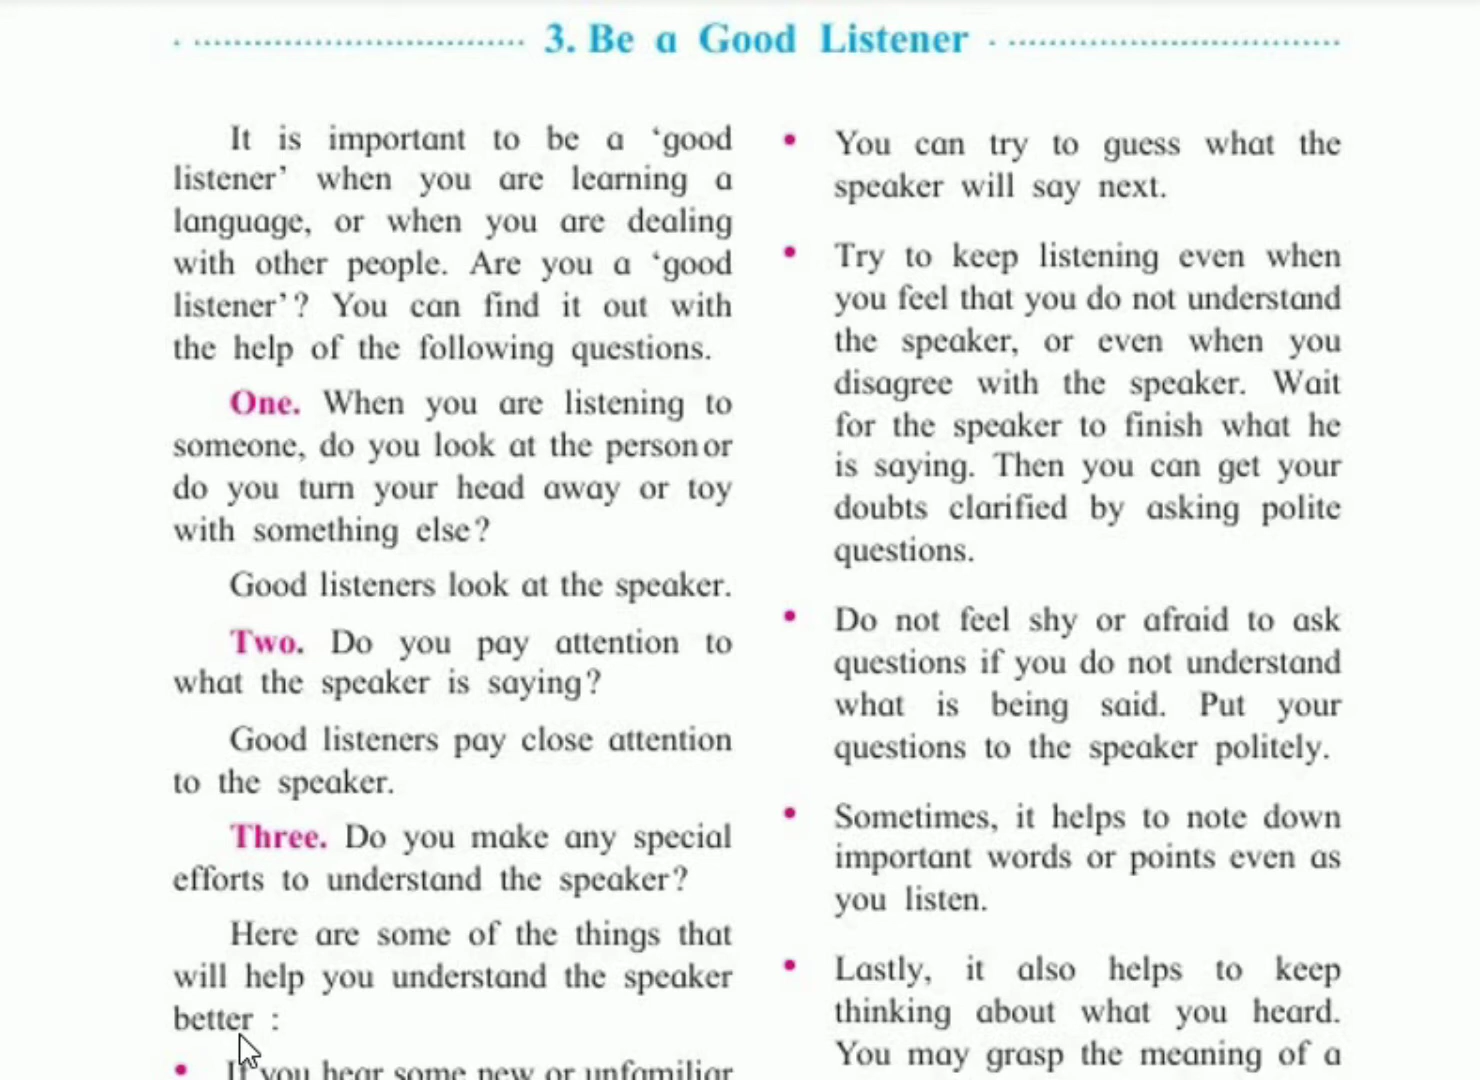 3. Be a Good Listener
It is important to be a ‘good
listener’ when you are learning a
language, or when you are dealing
with other people. Are you a ‘good
listener’? You can find it out with
the help of the following questions.
One. When you are listening to
someone, do you look at the person or
do you turn your head away or toy
with something else?
Good listeners look at the speaker.
Two. Do you pay attention to
what the speaker is saying?
Good listeners pay close attention
to the speaker.
Three. Do you make any special
efforts to understand the speaker?
Here are some of the things that
will help you understand the speaker
better :
• If you hear some new or unfamiliar
• You can try to guess what the
speaker will say next.
• Try to keep listening even when
you feel that you do not understand
the speaker, or even when you
disagree with the speaker. Wait
for the speaker to finish what he
is saying. Then you can get your
doubts clarified by asking polite
questions.
• Do not feel shy or afraid to ask
questions if you do not understand
what is being said. Put your
questions to the speaker politely.
• Sometimes, it helps to note down
important words or points even as
you listen.
• Lastly, it also helps to keep
thinking about what you heard.
You may grasp the meaning of a